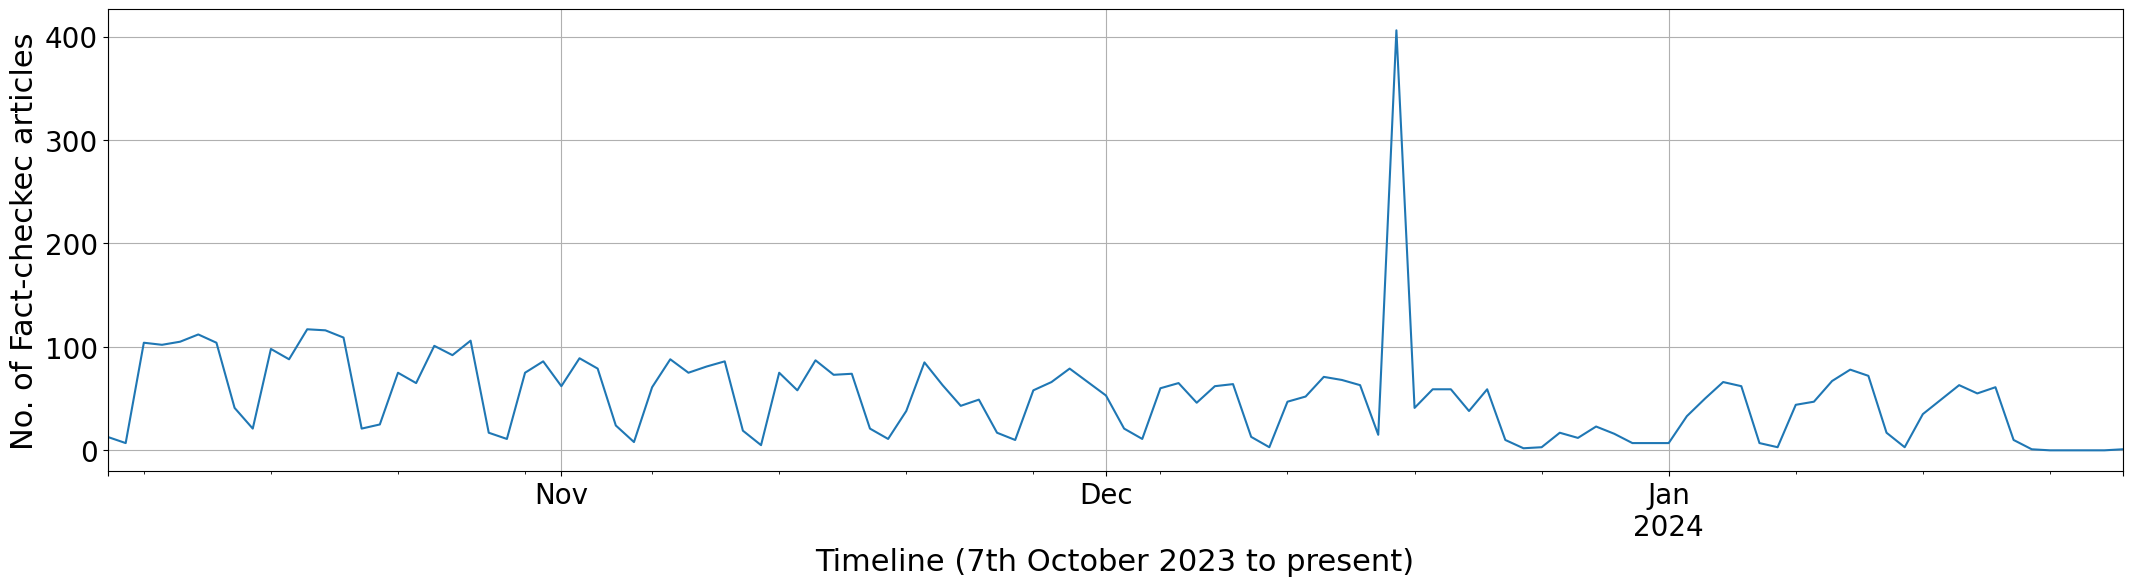 No. of Fact-checkec articles
400
300
200
100
0
Nov
Dec
Jan
2024
Timeline (7th October 2023 to present)